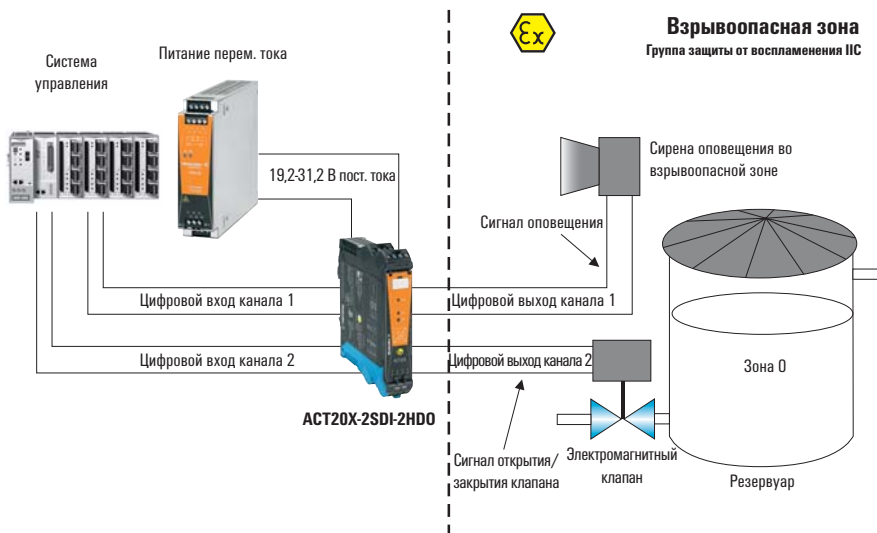 Взрывоопасная зона
Группа защиты от воспламенения IIC
Ex
Система
управления
Питание перем. тока
19,2-31,2 В пост. тока
Сирена оповещения во
взрывоопасной зоне
Сигнал оповещения
Цифровой вход канала 1
Цифровой выход канала 1
Цифровой вход канала 2
Цифровой выход канала 2
Зона 0
ACT20X-2SDI-2HDO
Сигнал открытия/
закрытия клапана
Электромагнитный
клапан
Резервуар